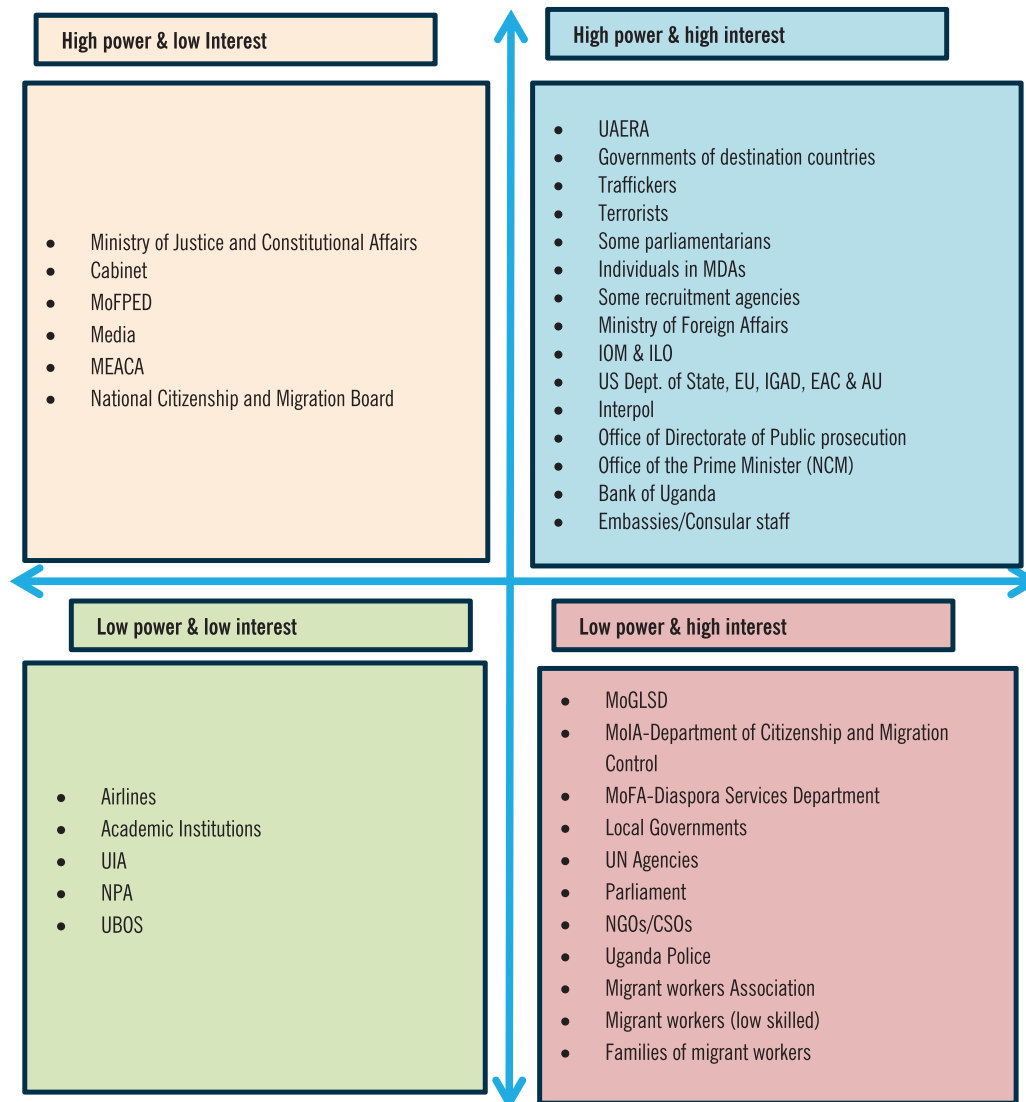 High power & low Interest
• Ministry of Justice and Constitutional Affairs
• Cabinet
• MoFPED
• Media
• MEACA
• National Citizenship and Migration Board
High power & high interest
• UAERA
• Governments of destination countries
• Traffickers
• Terrorists
• Some parliamentarians
• Individuals in MDAs
• Some recruitment agencies
• Ministry of Foreign Affairs
• IOM & ILO
• US Dept. of State, EU, IGAD, EAC & AU
• Interpol
• Office of Directorate of Public prosecution
• Office of the Prime Minister (NCM)
• Bank of Uganda
• Embassies/Consular staff
Low power & low interest
• Airlines
• Academic Institutions
• UIA
• NPA
• UBOS
Low power & high interest
• MoGLSD
• MoIA-Department of Citizenship and Migration
Control
• MoFA-Diaspora Services Department
• Local Governments
• UN Agencies
• Parliament
• NGOs/CSOs
• Uganda Police
• Migrant workers Association
• Migrant workers (low skilled)
• Families of migrant workers